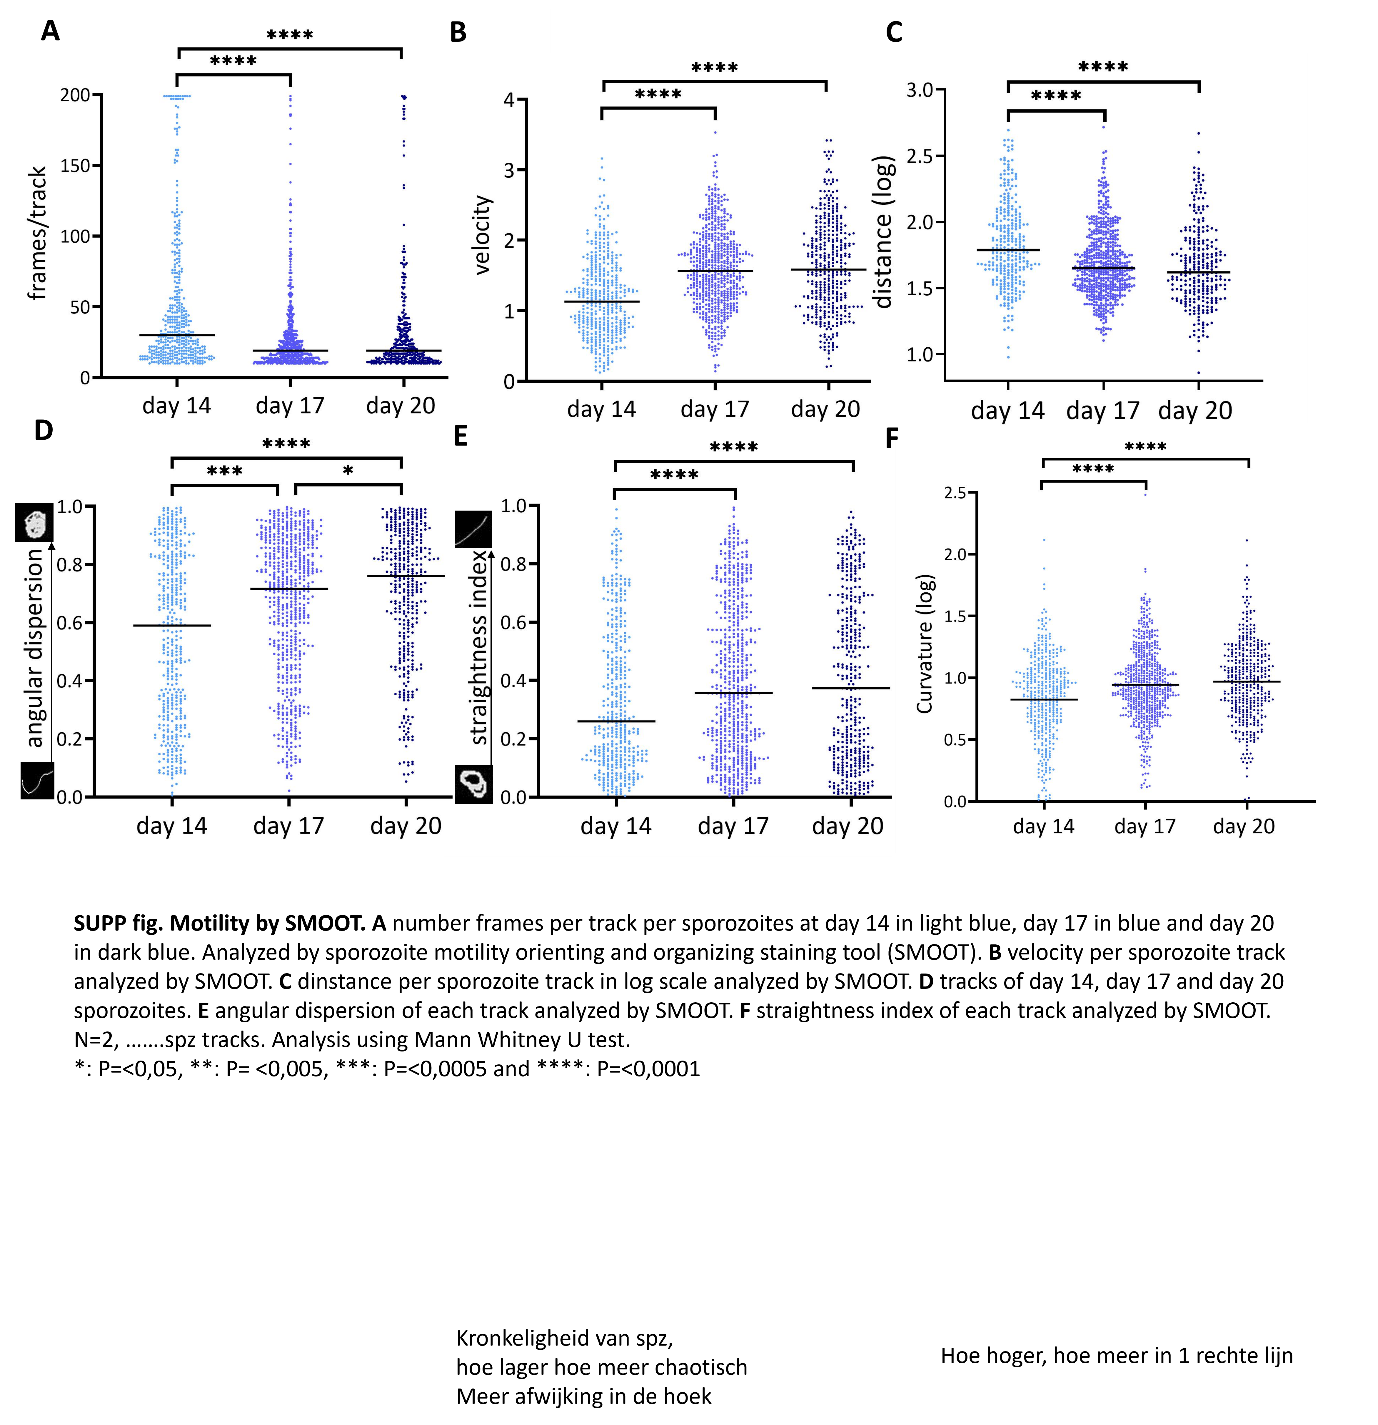 A
****
****
200
150
100
50
0
frames/track
day 14
day 17
day 20
B
****
****
4
3
2
1
0
velocity
day 14
day 17
day 20
C
****
****
3.0
2.5
2.0
1.5
1.0
distance (log)
day 14
day 17
day 20
D
****
***
*
1.0
0.8
0.6
0.4
0.2
0.0
angular dispersion
day 14
day 17
day 20
E
****
****
1.0
0.8
0.6
0.4
0.2
0.0
straightness index
day 14
day 17
day 20
F
****
****
2.5
2.0
1.5
1.0
0.5
0.0
Curvature (log)
day 14
day 17
day 20
SUPP fig. Motility by SMOOT. A number frames per track per sporozoites at day 14 in light blue, day 17 in blue and day 20
in dark blue. Analyzed by sporozoite motility orienting and organizing staining tool (SMOOT). B velocity per sporozoite track
analyzed by SMOOT. C dinstance per sporozoite track in log scale analyzed by SMOOT. D tracks of day 14, day 17 and day 20
sporozoites. E angular dispersion of each track analyzed by SMOOT. F straightness index of each track analyzed by SMOOT.
N=2, .......spz tracks. Analysis using Mann Whitney U test.
*: P=<0,05, **: P= <0,005, ***: P=<0,0005 and ****: P=<0,0001
Kronkeligheid van spz,
hoe lager hoe meer chaotisch
Meer afwijking in de hoek
Hoe hoger, hoe meer in 1 rechte lijn